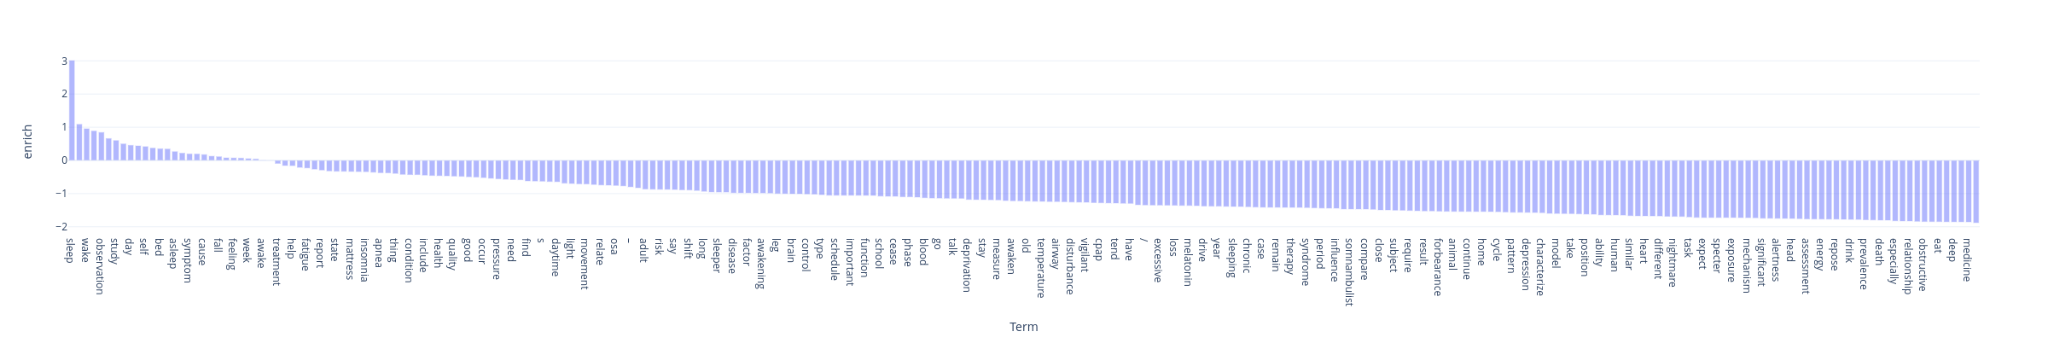 3
2
1
0
−1
−2
enrich
sleep
wake
observation
study
day
self
bed
asleep
symptom
cause
fall
feeling
week
awake
treatment
help
fatigue
report
state
mattress
insomnia
apnea
thing
condition
include
health
quality
good
occur
pressure
need
find
s
daytime
light
movement
relate
osa
–
adult
risk
say
shift
long
sleeper
disease
factor
awakening
leg
brain
control
type
schedule
important
function
school
cease
phase
blood
go
talk
deprivation
stay
measure
awaken
old
temperature
airway
disturbance
vigilant
cpap
tend
have
/
excessive
loss
melatonin
drive
year
sleeping
chronic
case
remain
therapy
syndrome
period
influence
somnambulist
compare
close
subject
require
result
forbearance
animal
continue
home
cycle
pattern
depression
characterize
model
take
position
ability
human
similar
heart
different
nightmare
task
expect
specter
exposure
mechanism
significant
alertness
head
assessment
energy
repose
drink
prevalence
death
especially
relationship
obstructive
eat
deep
medicine
Term